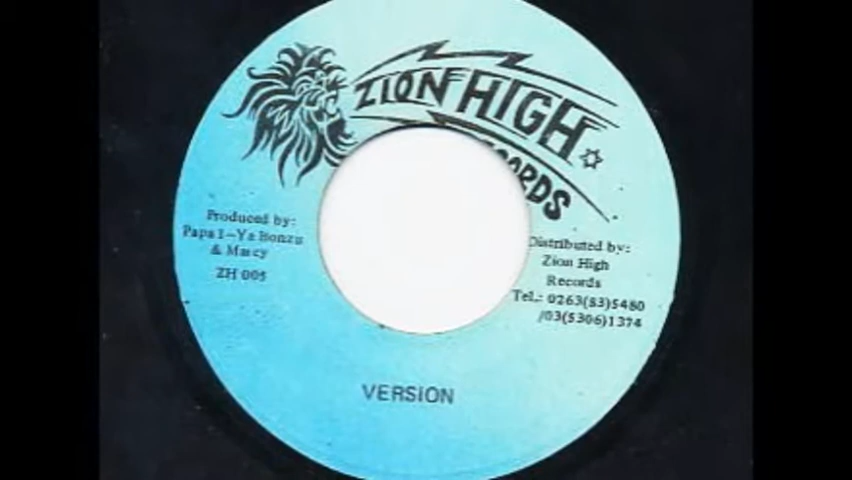 ZION HIGH
RECORDS
Produced by:
Papa I-Ya Bonzu
& Marcy
ZH 005
Distributed by:
Zion High
Records
Tel.: 0263(83)5480
/03(5306)1374
VERSION